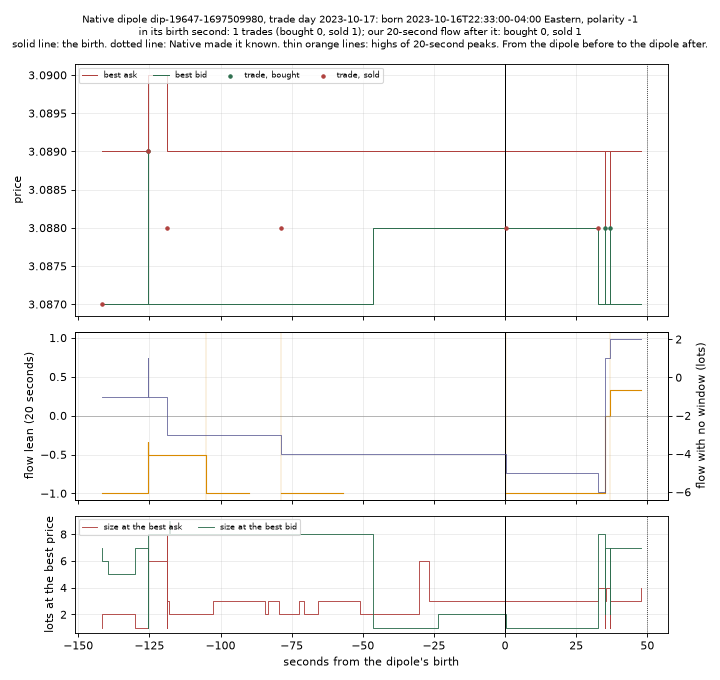 Native dipole dip-19647-1697509980, trade day 2023-10-17: born 2023-10-16T22:33:00-04:00 Eastern, polarity -1
in its birth second: 1 trades (bought 0, sold 1); our 20-second flow after it: bought 0, sold 1
solid line: the birth. dotted line: Native made it known. thin orange lines: highs of 20-second peaks. From the dipole before to the dipole after.
best ask best bid trade, bought trade, sold
3.0900
3.0895
3.0890
3.0885
3.0880
3.0875
3.0870
price
1.0
0.5
0.0
−0.5
−1.0
flow lean (20 seconds)
2
0
−2
−4
−6
flow with no window (lots)
size at the best ask size at the best bid
8
6
4
2
lots at the best price
−150 −125 −100 −75 −50 −25 0 25 50
seconds from the dipole's birth